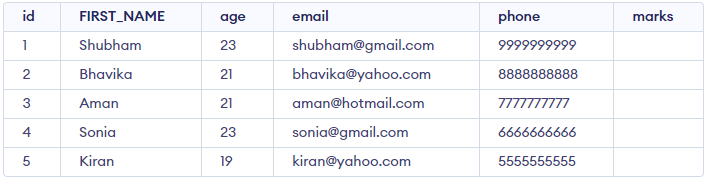 id FIRST_NAME age email phone marks
1 Shubham 23 shubham@gmail.com 9999999999
2 Bhavika 21 bhavika@yahoo.com 8888888888
3 Aman 21 aman@hotmail.com 7777777777
4 Sonia 23 sonia@gmail.com 6666666666
5 Kiran 19 kiran@yahoo.com 5555555555